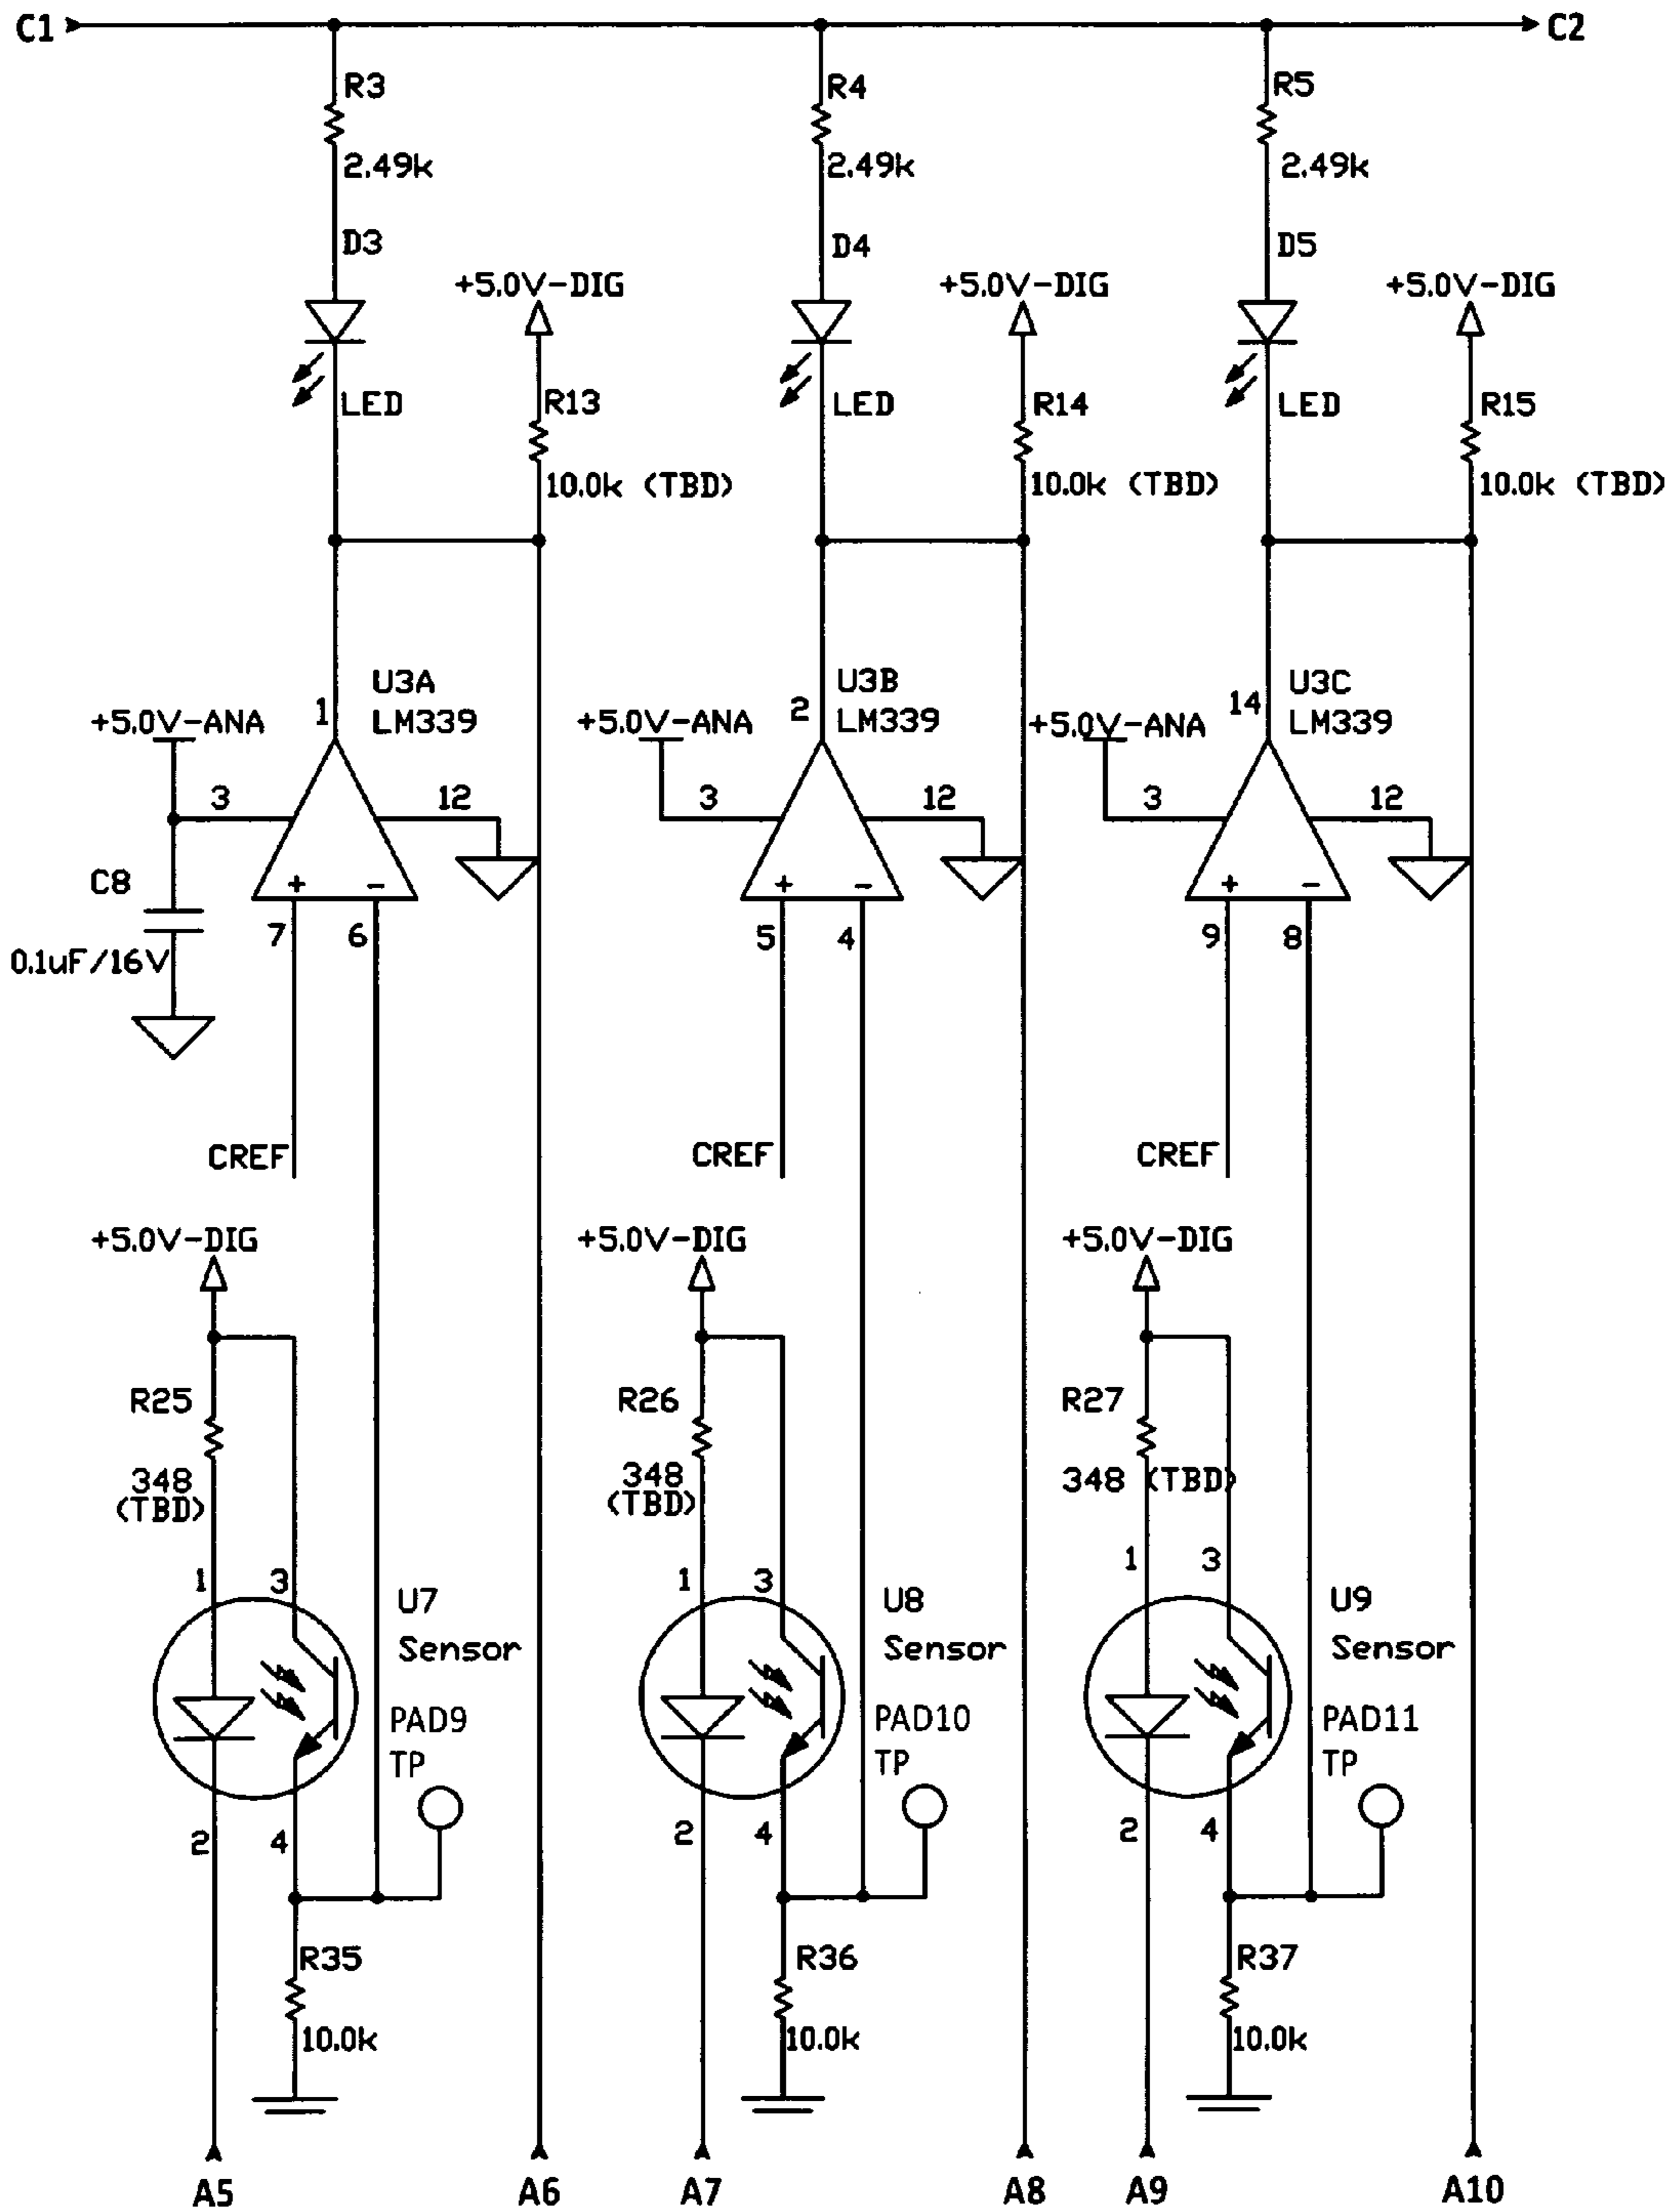 C1
C2
R3
R4
R5
2.49k
2.49k
2.49k
D3
D4
D5
+5.0V-DIG
+5.0V-DIG
+5.0V-DIG
LED
R13
LED
R14
LED
R15
10.0k (TBD)
10.0k (TBD)
10.0k (TBD)
U3A
U3B
U3C
+5.0V-ANA
1
LM339
+5.0V-ANA
2
LM339
+5.0V-ANA
14
LM339
3
12
3
12
3
12
C8
+
-
+
-
+
-
7
6
5
4
9
8
0.1uF/16V
CREF
CREF
CREF
+5.0V-DIG
+5.0V-DIG
+5.0V-DIG
R25
R26
R27
348
(TBD)
348
(TBD)
348 (TBD)
1
3
1
3
1
3
U7
Sensor
U8
Sensor
U9
Sensor
PAD9
TP
PAD10
TP
PAD11
TP
2
4
2
4
2
4
R35
R36
R37
10.0k
10.0k
10.0k
A5
A6
A7
A8
A9
A10